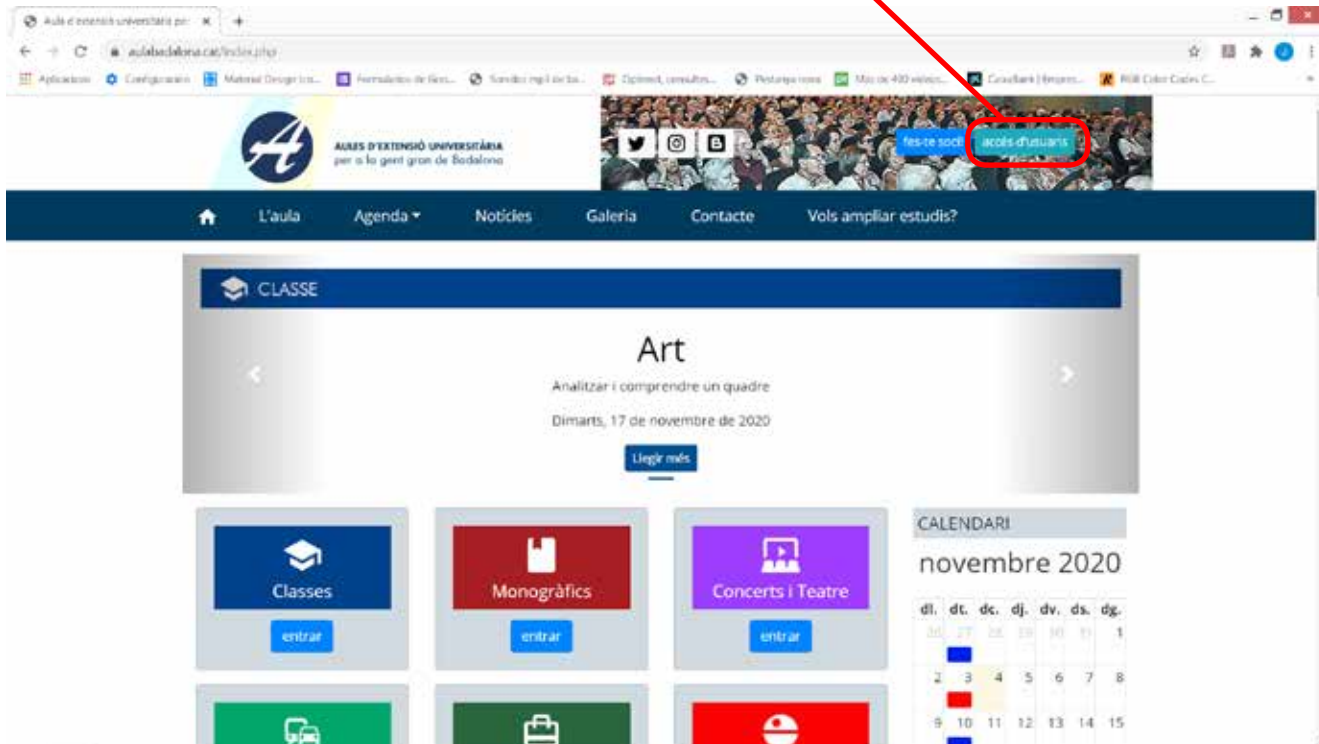 aulabadalona.cat/index.php
AULES D'EXTENSIÓ UNIVERSITÀRIA
per a la gent gran de Badalona
fes-te soci!
accés d'usuaris
L'aula
Agenda
Notícies
Galeria
Contacte
Vols ampliar estudis?
CLASSE
Art
Analitzar i comprendre un quadre
Dimarts, 17 de novembre de 2020
Llegir més
Classes
entrar
Monogràfics
entrar
Concerts i Teatre
entrar
CALENDARI
novembre 2020
dl. dt. dc. dj. dv. ds. dg.
26 27 28 29 30 31 1
2 3 4 5 6 7 8
9 10 11 12 13 14 15